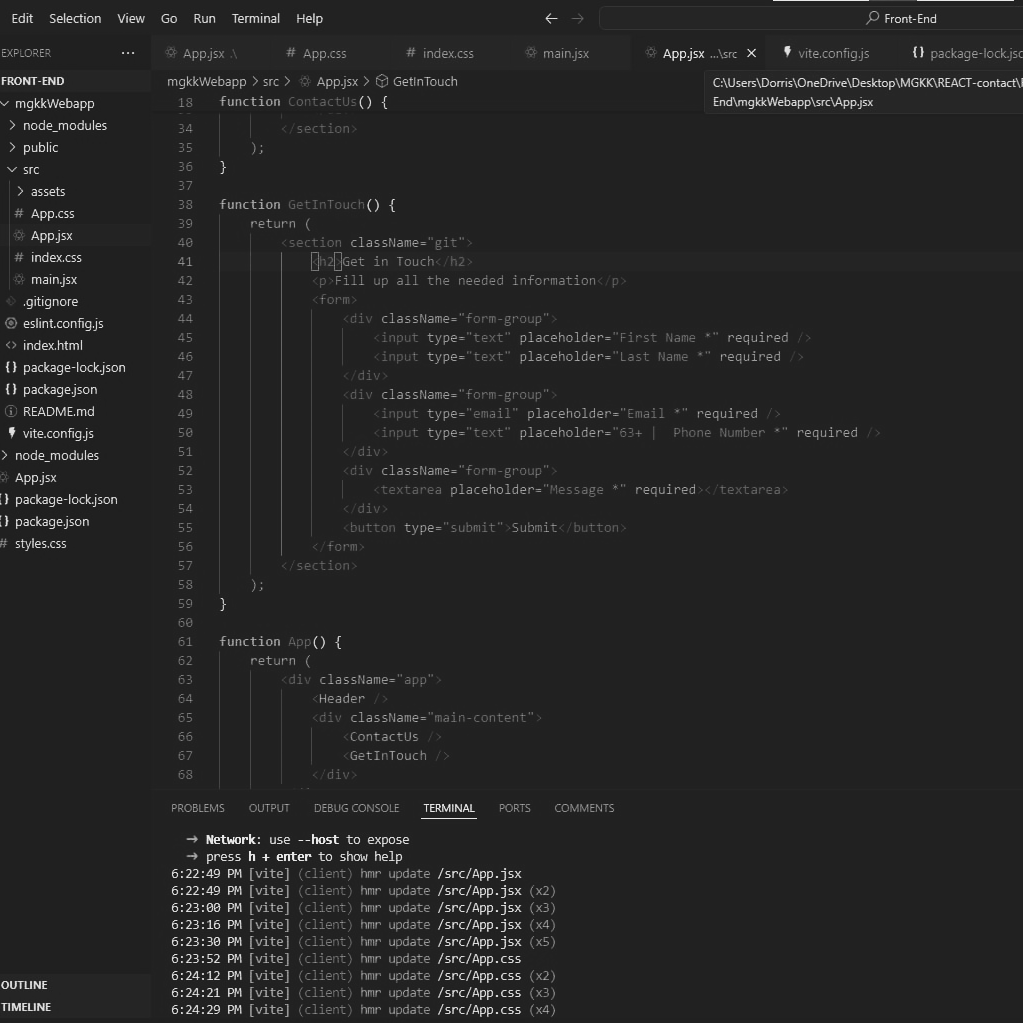 Edit Selection View Go Run Terminal Help ← → Front-End
EXPLORER ···
App.jsx .\ # App.css # index.css main.jsx App.jsx ...\src × vite.config.js {} package-lock.jsc
FRONT-END
mgkkWebapp
node_modules
public
src
assets
# App.css
App.jsx
# index.css
main.jsx
.gitignore
eslint.config.js
<> index.html
{} package-lock.json
{} package.json
README.md
vite.config.js
node_modules
App.jsx
{} package-lock.json
{} package.json
# styles.css
OUTLINE
TIMELINE
mgkkWebapp > src > App.jsx > GetInTouch
C:\Users\Dorris\OneDrive\Desktop\MGKK\REACT-contact\
End\mgkkWebapp\src\App.jsx
18 function ContactUs() {
34 </section>
35 );
36 }
37
38 function GetInTouch() {
39 return (
40 <section className="git">
41 <h2>Get in Touch</h2>
42 <p>Fill up all the needed information</p>
43 <form>
44 <div className="form-group">
45 <input type="text" placeholder="First Name *" required />
46 <input type="text" placeholder="Last Name *" required />
47 </div>
48 <div className="form-group">
49 <input type="email" placeholder="Email *" required />
50 <input type="text" placeholder="63+ |  Phone Number *" required />
51 </div>
52 <div className="form-group">
53 <textarea placeholder="Message *" required></textarea>
54 </div>
55 <button type="submit">Submit</button>
56 </form>
57 </section>
58 );
59 }
60
61 function App() {
62 return (
63 <div className="app">
64 <Header />
65 <div className="main-content">
66 <ContactUs />
67 <GetInTouch />
68 </div>
PROBLEMS OUTPUT DEBUG CONSOLE TERMINAL PORTS COMMENTS
→ Network: use --host to expose
→ press h + enter to show help
6:22:49 PM [vite] (client) hmr update /src/App.jsx
6:22:49 PM [vite] (client) hmr update /src/App.jsx (x2)
6:23:00 PM [vite] (client) hmr update /src/App.jsx (x3)
6:23:16 PM [vite] (client) hmr update /src/App.jsx (x4)
6:23:30 PM [vite] (client) hmr update /src/App.jsx (x5)
6:23:52 PM [vite] (client) hmr update /src/App.css
6:24:12 PM [vite] (client) hmr update /src/App.css (x2)
6:24:21 PM [vite] (client) hmr update /src/App.css (x3)
6:24:29 PM [vite] (client) hmr update /src/App.css (x4)